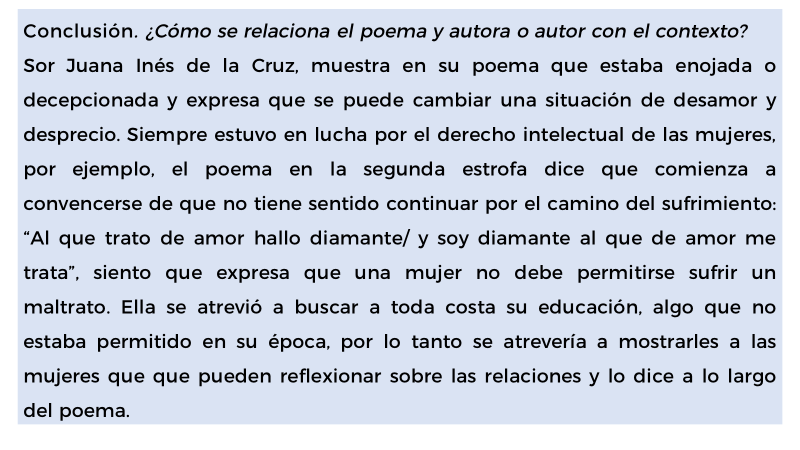 Conclusión. ¿Cómo se relaciona el poema y autora o autor con el contexto?
Sor Juana Inés de la Cruz, muestra en su poema que estaba enojada o
decepcionada y expresa que se puede cambiar una situación de desamor y
desprecio. Siempre estuvo en lucha por el derecho intelectual de las mujeres,
por ejemplo, el poema en la segunda estrofa dice que comienza a
convencerse de que no tiene sentido continuar por el camino del sufrimiento:
“Al que trato de amor hallo diamante/ y soy diamante al que de amor me
trata”, siento que expresa que una mujer no debe permitirse sufrir un
maltrato. Ella se atrevió a buscar a toda costa su educación, algo que no
estaba permitido en su época, por lo tanto se atrevería a mostrarles a las
mujeres que que pueden reflexionar sobre las relaciones y lo dice a lo largo
del poema.